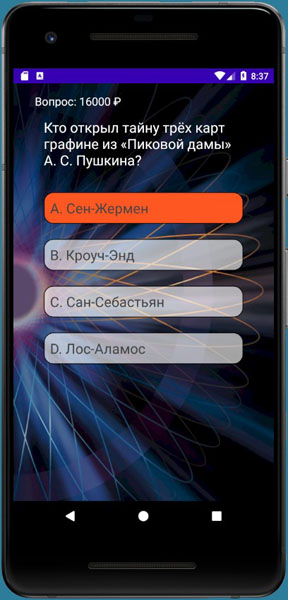 8:37
Вопрос: 16000 ₽
Кто открыл тайну трёх карт
графине из «Пиковой дамы»
А. С. Пушкина?
A. Сен-Жермен
B. Кроуч-Энд
C. Сан-Себастьян
D. Лос-Аламос